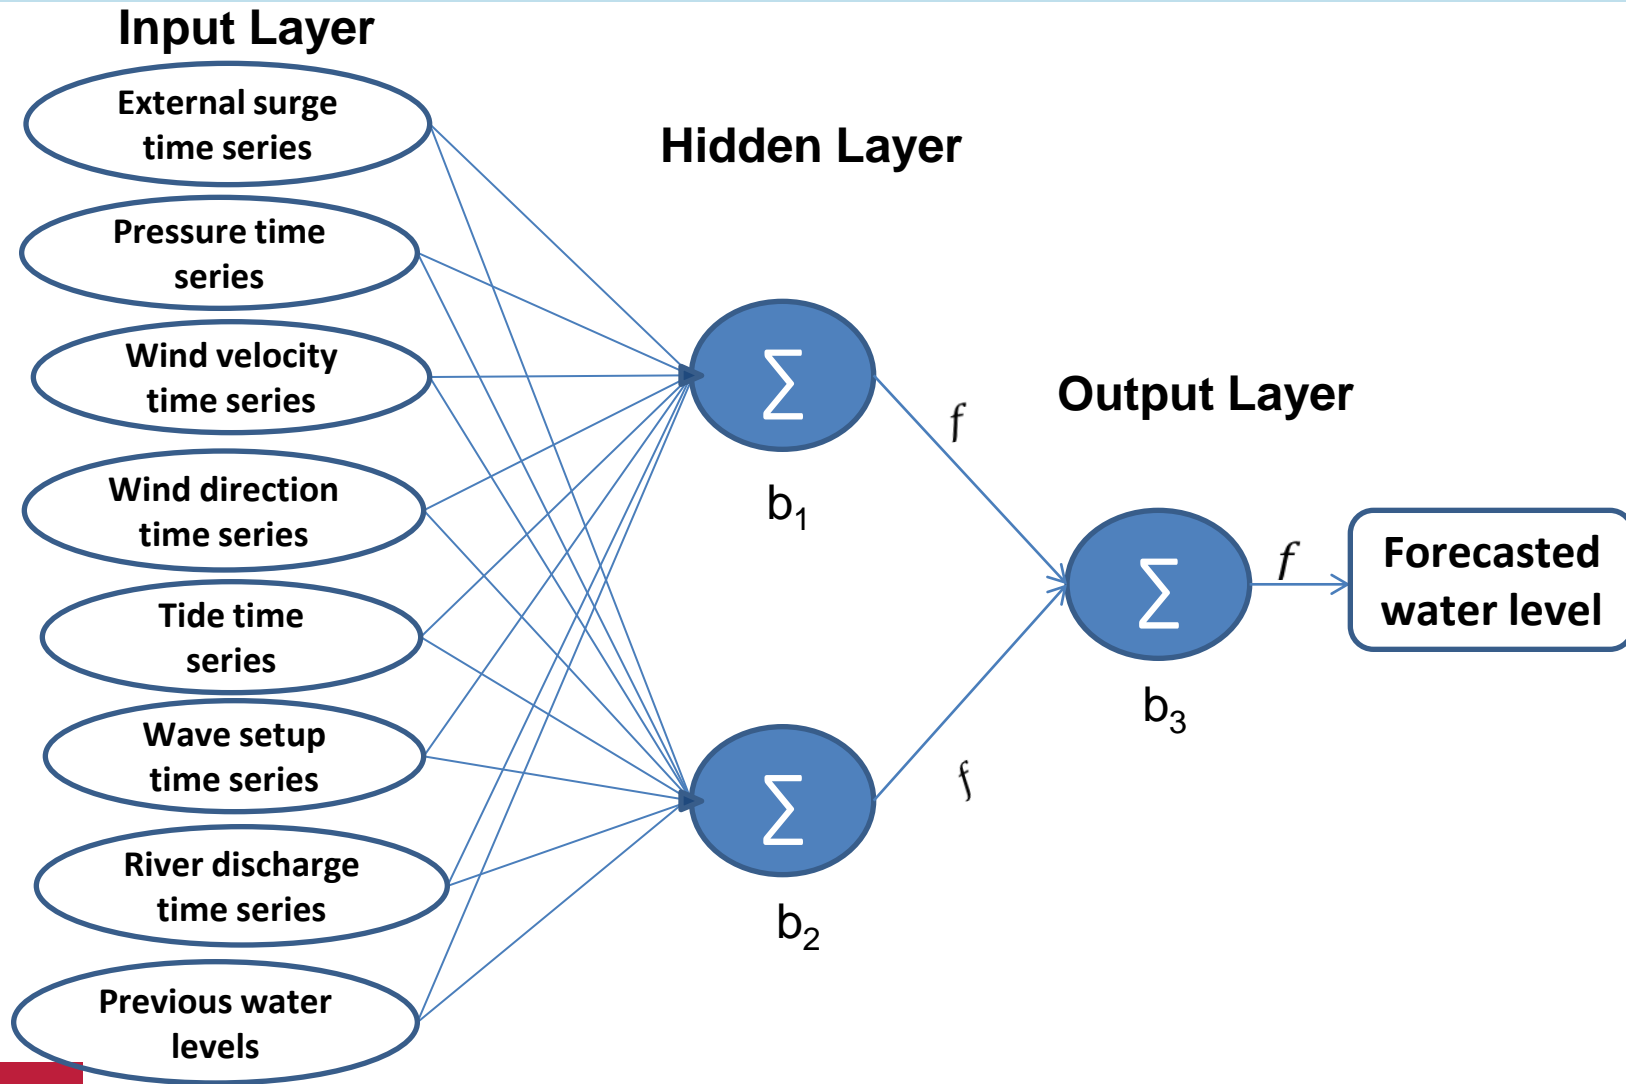 Input Layer
External surge
time series
Pressure time
series
Wind velocity
time series
Wind direction
time series
Tide time
series
Wave setup
time series
River discharge
time series
Previous water
levels
Hidden Layer
∑
b₁
∑
b₂
f
f
Output Layer
∑
b₃
f
Forecasted
water level